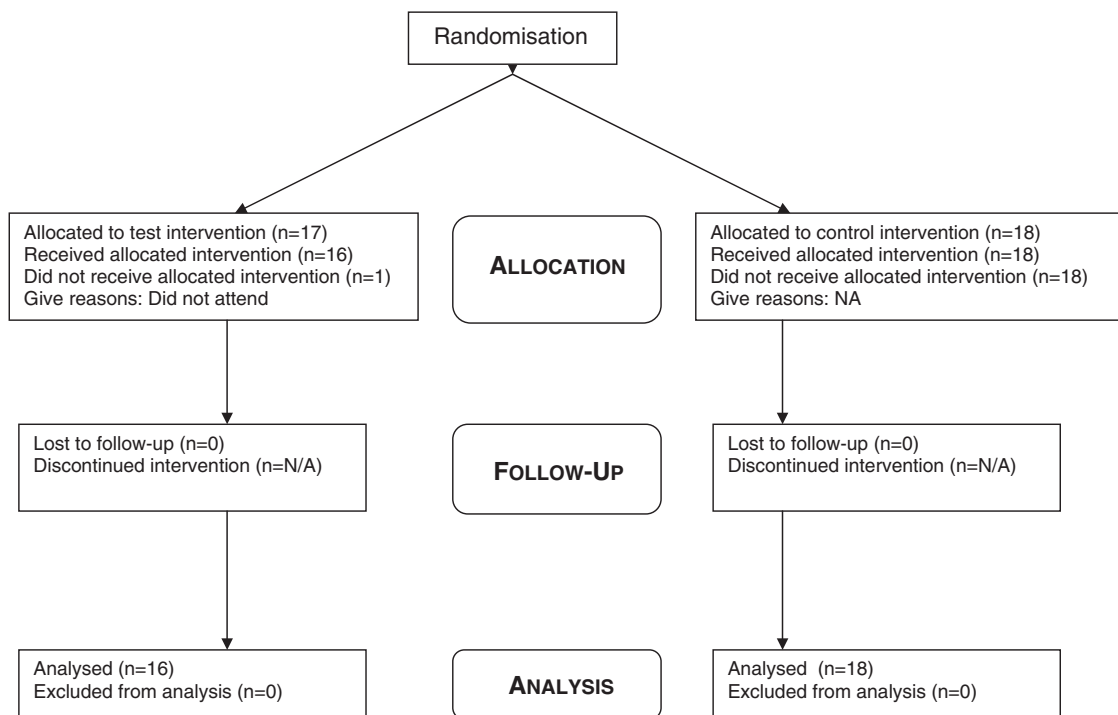 Randomisation
Allocated to test intervention (n=17)
Received allocated intervention (n=16)
Did not receive allocated intervention (n=1)
Give reasons: Did not attend
ALLOCATION
Allocated to control intervention (n=18)
Received allocated intervention (n=18)
Did not receive allocated intervention (n=18)
Give reasons: NA
Lost to follow-up (n=0)
Discontinued intervention (n=N/A)
FOLLOW-UP
Lost to follow-up (n=0)
Discontinued intervention (n=N/A)
Analysed (n=16)
Excluded from analysis (n=0)
ANALYSIS
Analysed (n=18)
Excluded from analysis (n=0)